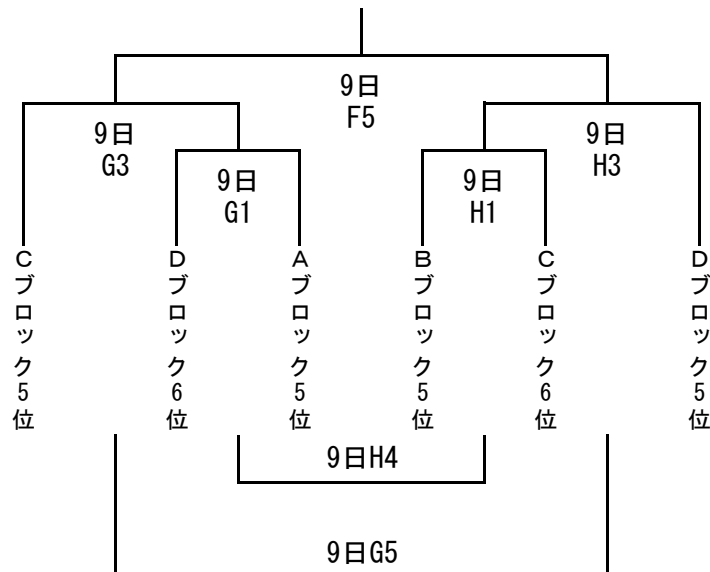 9日
F5
9日
G3
9日
H3
9日
G1
9日
H1
Cブロック5位
Dブロック6位
Aブロック5位
Bブロック5位
Cブロック6位
Dブロック5位
9日H4
9日G5